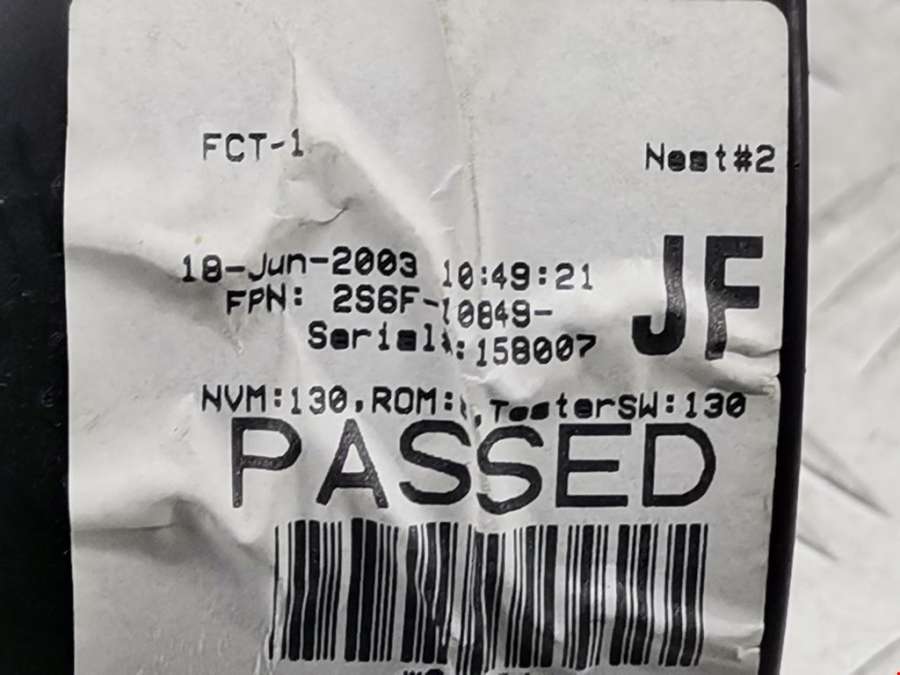 FCT-1
Nest#2
JF
18-Jun-2003 10:49:21
FPN: 2S6F-10849-
Serial#:158007
NVM:130,ROM: ,TesterSW:130
PASSED